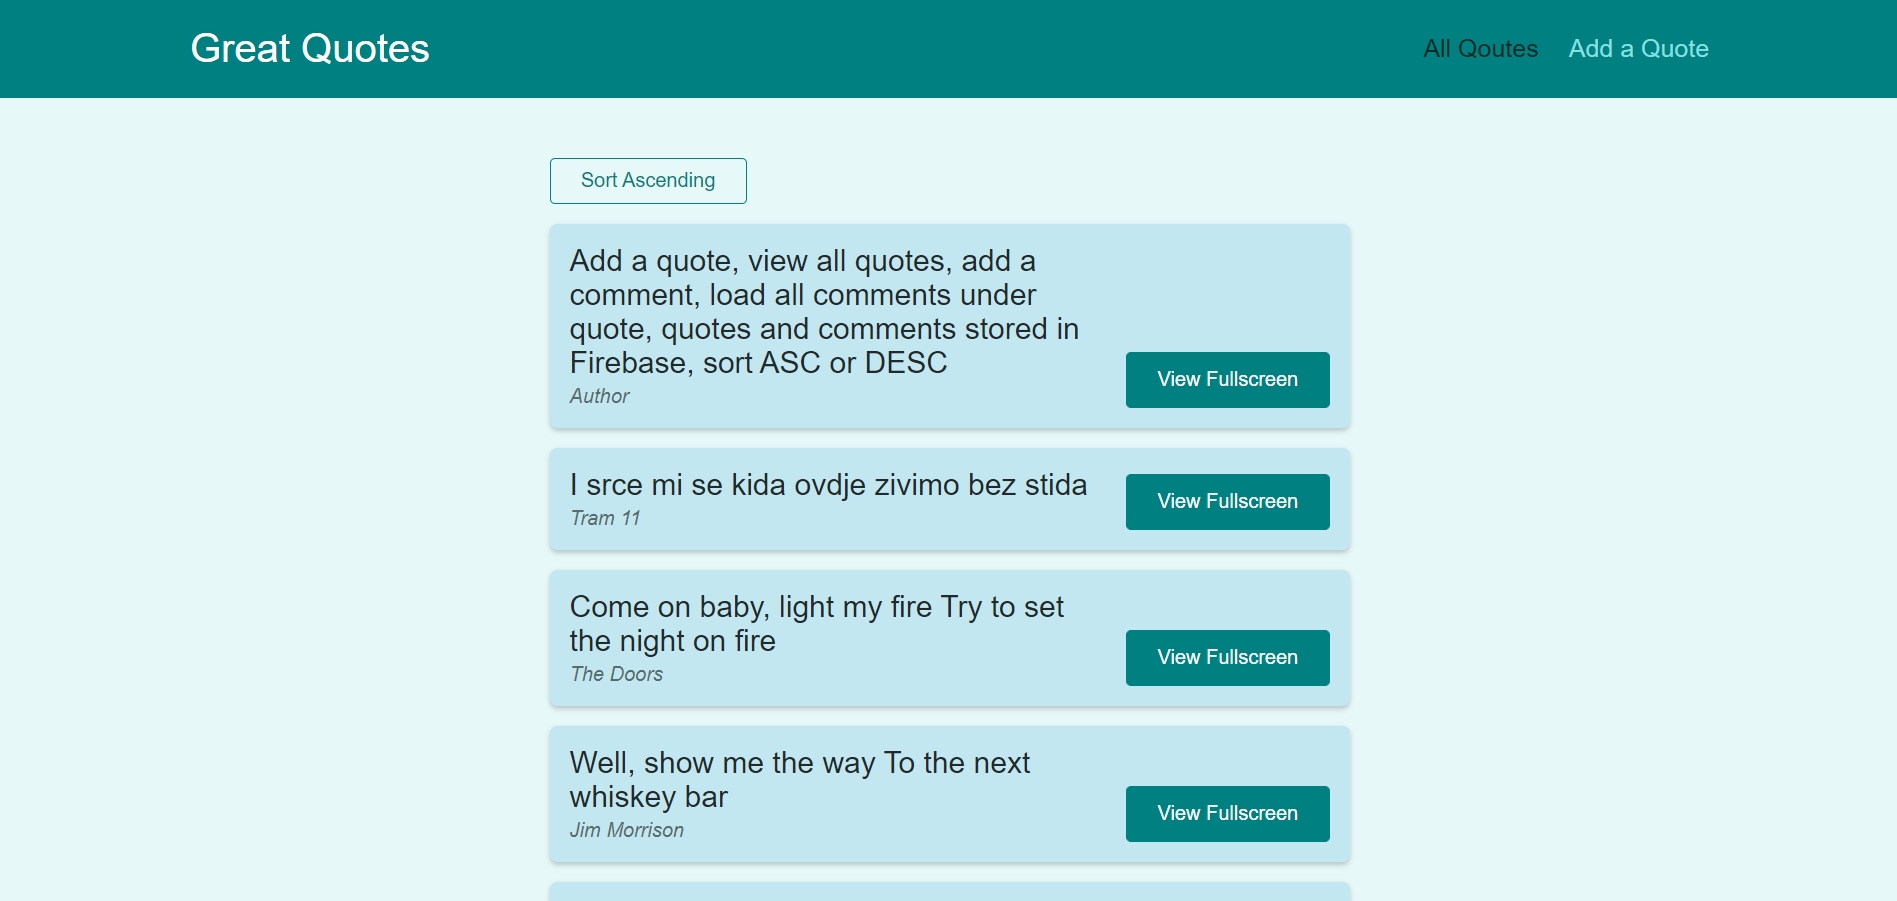 Great Quotes
All Qoutes
Add a Quote
Sort Ascending
Add a quote, view all quotes, add a
comment, load all comments under
quote, quotes and comments stored in
Firebase, sort ASC or DESC
Author
View Fullscreen
I srce mi se kida ovdje zivimo bez stida
Tram 11
View Fullscreen
Come on baby, light my fire Try to set
the night on fire
The Doors
View Fullscreen
Well, show me the way To the next
whiskey bar
Jim Morrison
View Fullscreen